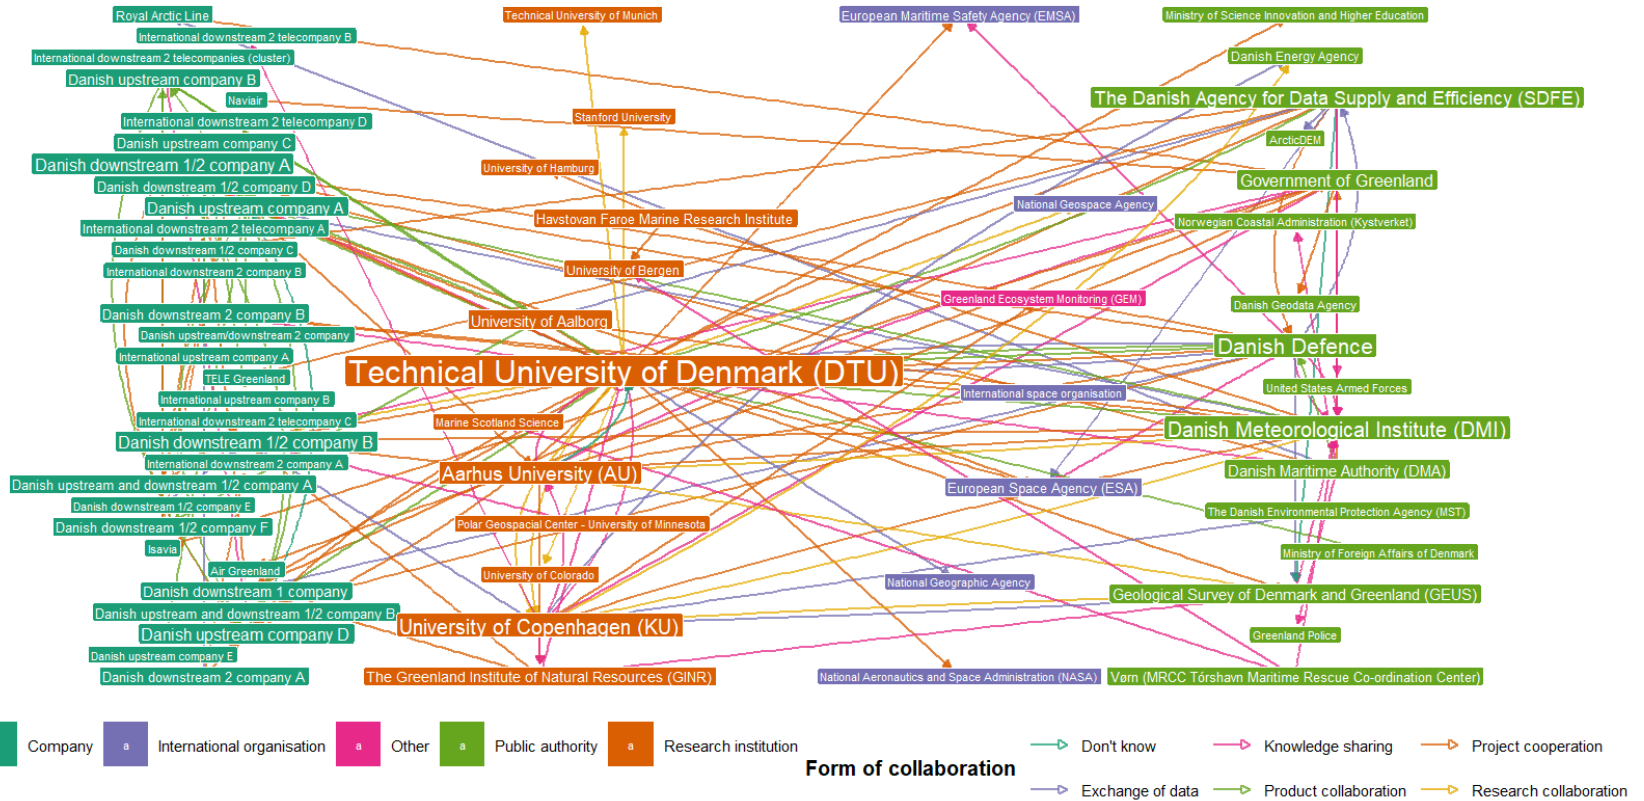 Royal Arctic Line
International downstream 2 telecompany B
International downstream 2 telecompanies (cluster)
Danish upstream company B
Naviair
International downstream 2 telecompany D
Danish upstream company C
Danish downstream 1/2 company A
Danish downstream 1/2 company D
Danish upstream company A
International downstream 2 telecompany A
Danish downstream 1/2 company C
International downstream 2 company B
Danish downstream 2 company B
Danish upstream/downstream 2 company
International upstream company A
TELE Greenland
International upstream company B
International downstream 2 telecompany C
Danish downstream 1/2 company B
International downstream 2 company A
Danish upstream and downstream 1/2 company A
Danish downstream 1/2 company E
Danish downstream 1/2 company F
Isavia
Air Greenland
Danish downstream 1 company
Danish upstream and downstream 1/2 company B
Danish upstream company D
Danish upstream company E
Danish downstream 2 company A
Technical University of Munich
Stanford University
University of Hamburg
Havstovan Faroe Marine Research Institute
University of Bergen
University of Aalborg
Technical University of Denmark (DTU)
Marine Scotland Science
Aarhus University (AU)
Polar Geospacial Center - University of Minnesota
University of Colorado
University of Copenhagen (KU)
The Greenland Institute of Natural Resources (GINR)
European Maritime Safety Agency (EMSA)
National Geospace Agency
Greenland Ecosystem Monitoring (GEM)
International space organisation
European Space Agency (ESA)
National Geographic Agency
National Aeronautics and Space Administration (NASA)
Ministry of Science Innovation and Higher Education
Danish Energy Agency
The Danish Agency for Data Supply and Efficiency (SDFE)
ArcticDEM
Government of Greenland
Norwegian Coastal Administration (Kystverket)
Danish Geodata Agency
Danish Defence
United States Armed Forces
Danish Meteorological Institute (DMI)
Danish Maritime Authority (DMA)
The Danish Environmental Protection Agency (MST)
Ministry of Foreign Affairs of Denmark
Geological Survey of Denmark and Greenland (GEUS)
Greenland Police
Vørn (MRCC Tórshavn Maritime Rescue Co-ordination Center)
Company
a International organisation
a Other
a Public authority
a Research institution
Form of collaboration
Don't know
Knowledge sharing
Project cooperation
Exchange of data
Product collaboration
Research collaboration